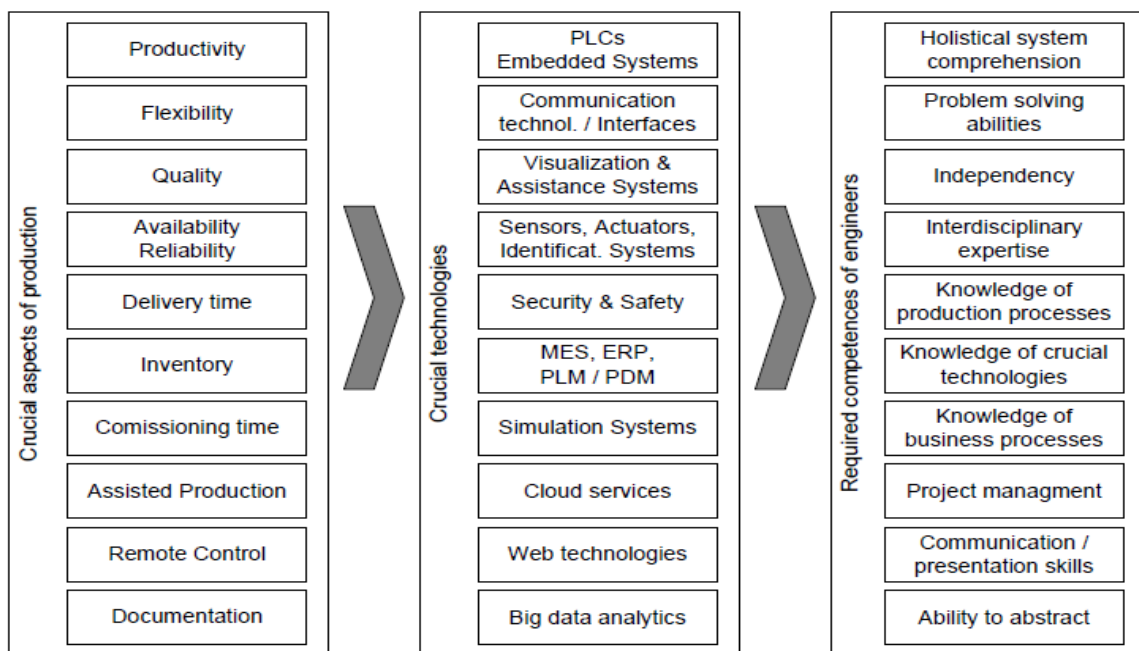 Crucial aspects of production
Productivity
Flexibility
Quality
Availability
Reliability
Delivery time
Inventory
Comissioning time
Assisted Production
Remote Control
Documentation
Crucial technologies
PLCs
Embedded Systems
Communication
technol. / Interfaces
Visualization &
Assistance Systems
Sensors, Actuators,
Identificat. Systems
Security & Safety
MES, ERP,
PLM / PDM
Simulation Systems
Cloud services
Web technologies
Big data analytics
Required competences of engineers
Holistical system
comprehension
Problem solving
abilities
Independency
Interdisciplinary
expertise
Knowledge of
production processes
Knowledge of crucial
technologies
Knowledge of
business processes
Project managment
Communication /
presentation skills
Ability to abstract